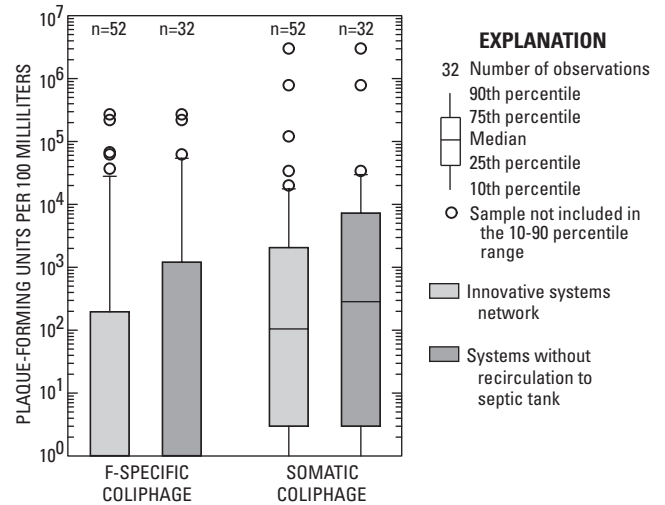 PLAQUE-FORMING UNITS PER 100 MILLILITERS
10^7
10^6
10^5
10^4
10^3
10^2
10^1
10^0
n=52
n=32
n=52
n=32
F-SPECIFIC
COLIPHAGE
SOMATIC
COLIPHAGE
EXPLANATION
32 Number of observations
90th percentile
75th percentile
Median
25th percentile
10th percentile
Sample not included in
the 10-90 percentile
range
Innovative systems
network
Systems without
recirculation to
septic tank